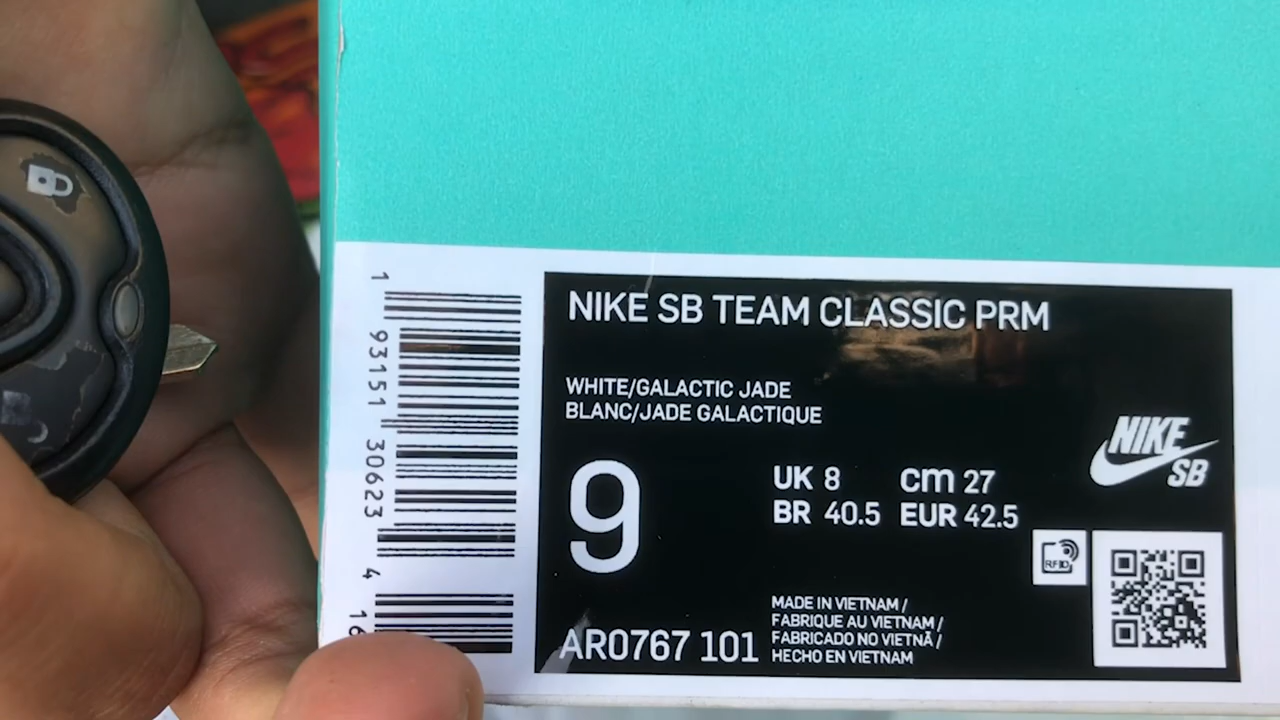 NIKE SB TEAM CLASSIC PRM
WHITE/GALACTIC JADE
BLANC/JADE GALACTIQUE
9
UK 8
cm 27
BR 40.5
EUR 42.5
NIKE
SB
RFID
MADE IN VIETNAM /
FABRIQUE AU VIETNAM /
FABRICADO NO VIETNÃ /
HECHO EN VIETNAM
AR0767 101
1 93151 30623 4